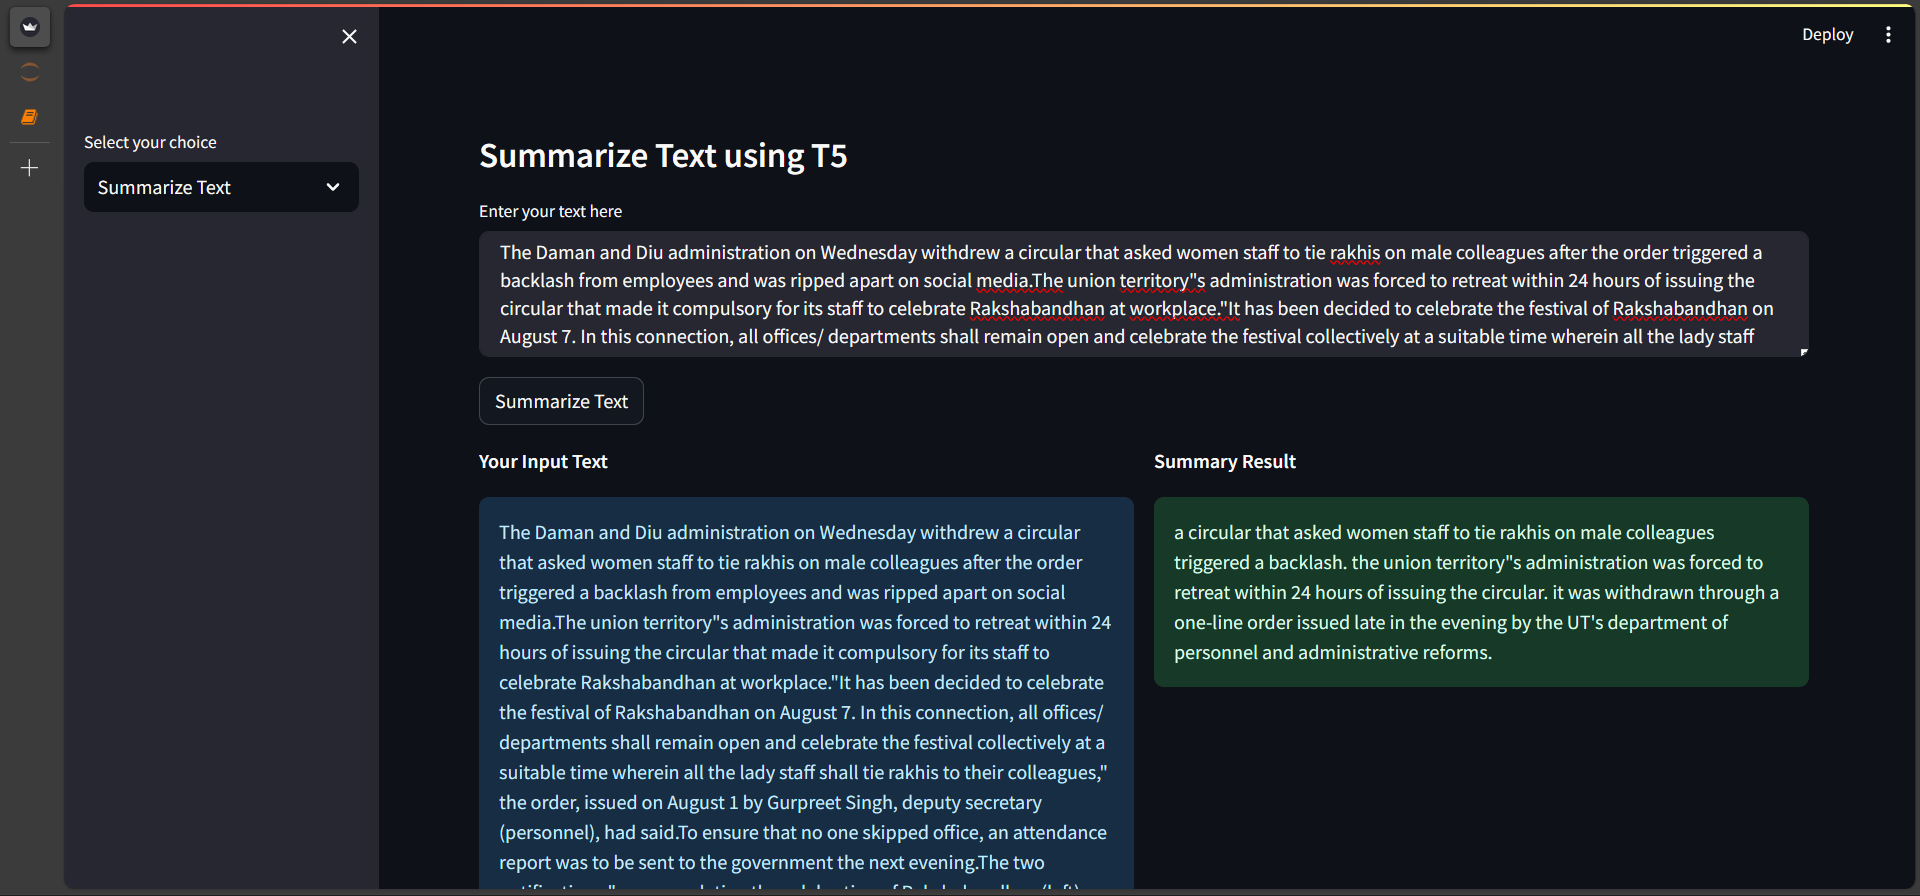 Deploy
Select your choice
Summarize Text
Summarize Text using T5
Enter your text here
The Daman and Diu administration on Wednesday withdrew a circular that asked women staff to tie rakhis on male colleagues after the order triggered a
backlash from employees and was ripped apart on social media.The union territory"s administration was forced to retreat within 24 hours of issuing the
circular that made it compulsory for its staff to celebrate Rakshabandhan at workplace."It has been decided to celebrate the festival of Rakshabandhan on
August 7. In this connection, all offices/ departments shall remain open and celebrate the festival collectively at a suitable time wherein all the lady staff
Summarize Text
Your Input Text
The Daman and Diu administration on Wednesday withdrew a circular
that asked women staff to tie rakhis on male colleagues after the order
triggered a backlash from employees and was ripped apart on social
media.The union territory"s administration was forced to retreat within 24
hours of issuing the circular that made it compulsory for its staff to
celebrate Rakshabandhan at workplace."It has been decided to celebrate
the festival of Rakshabandhan on August 7. In this connection, all offices/
departments shall remain open and celebrate the festival collectively at a
suitable time wherein all the lady staff shall tie rakhis to their colleagues,"
the order, issued on August 1 by Gurpreet Singh, deputy secretary
(personnel), had said.To ensure that no one skipped office, an attendance
report was to be sent to the government the next evening.The two
Summary Result
a circular that asked women staff to tie rakhis on male colleagues
triggered a backlash. the union territory"s administration was forced to
retreat within 24 hours of issuing the circular. it was withdrawn through a
one-line order issued late in the evening by the UT's department of
personnel and administrative reforms.